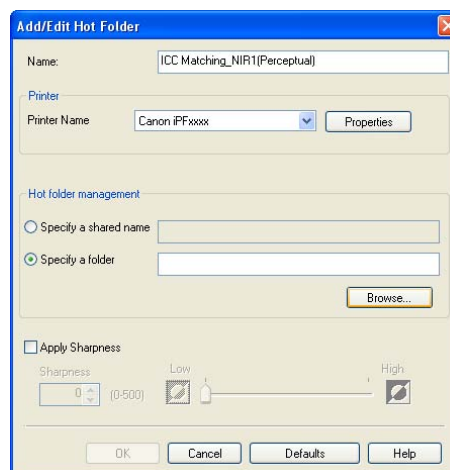 Add/Edit Hot Folder
Name: ICC Matching_NIR1(Perceptual)
Printer
Printer Name Canon iPFxxxx Properties
Hot folder management
Specify a shared name
Specify a folder
Browse...
Apply Sharpness
Sharpness Low High
0 (0-500)
OK Cancel Defaults Help